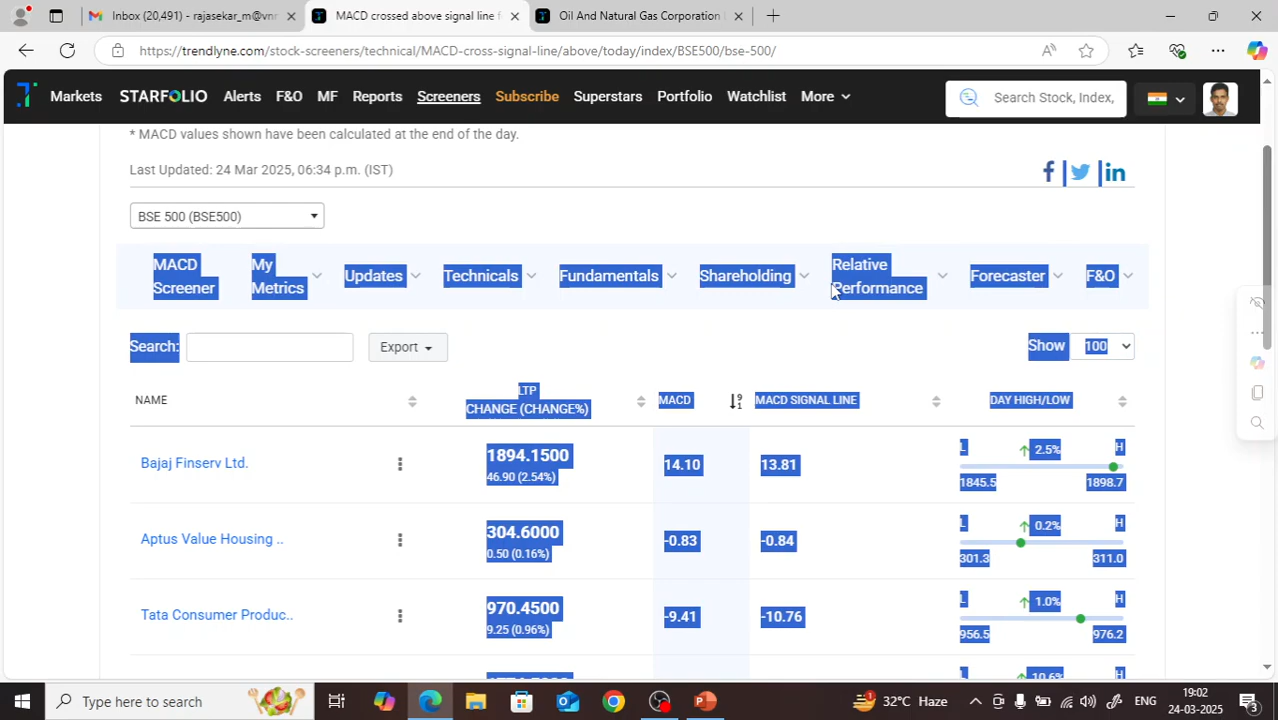 Inbox (20,491) - rajasekar_m@vnr
MACD crossed above signal line f
Oil And Natural Gas Corporation
https://trendlyne.com/stock-screeners/technical/MACD-cross-signal-line/above/today/index/BSE500/bse-500/
Markets STARFOLIO Alerts F&O MF Reports Screeners Subscribe Superstars Portfolio Watchlist More
Search Stock, Index,
* MACD values shown have been calculated at the end of the day.
Last Updated: 24 Mar 2025, 06:34 p.m. (IST)
BSE 500 (BSE500)
MACD Screener
My Metrics
Updates
Technicals
Fundamentals
Shareholding
Relative Performance
Forecaster
F&O
Search:
Export
Show 100
NAME
LTP
CHANGE (CHANGE%)
MACD
9
1
MACD SIGNAL LINE
DAY HIGH/LOW
Bajaj Finserv Ltd.
1894.1500
46.90 (2.54%)
14.10
13.81
L 2.5% H
1845.5 1898.7
Aptus Value Housing ..
304.6000
0.50 (0.16%)
-0.83
-0.84
L 0.2% H
301.3 311.0
Tata Consumer Produc..
970.4500
9.25 (0.96%)
-9.41
-10.76
L 1.0% H
956.5 976.2
L 10.6% H
Type here to search
1
32°C Haze
ENG
19:02
24-03-2025
3